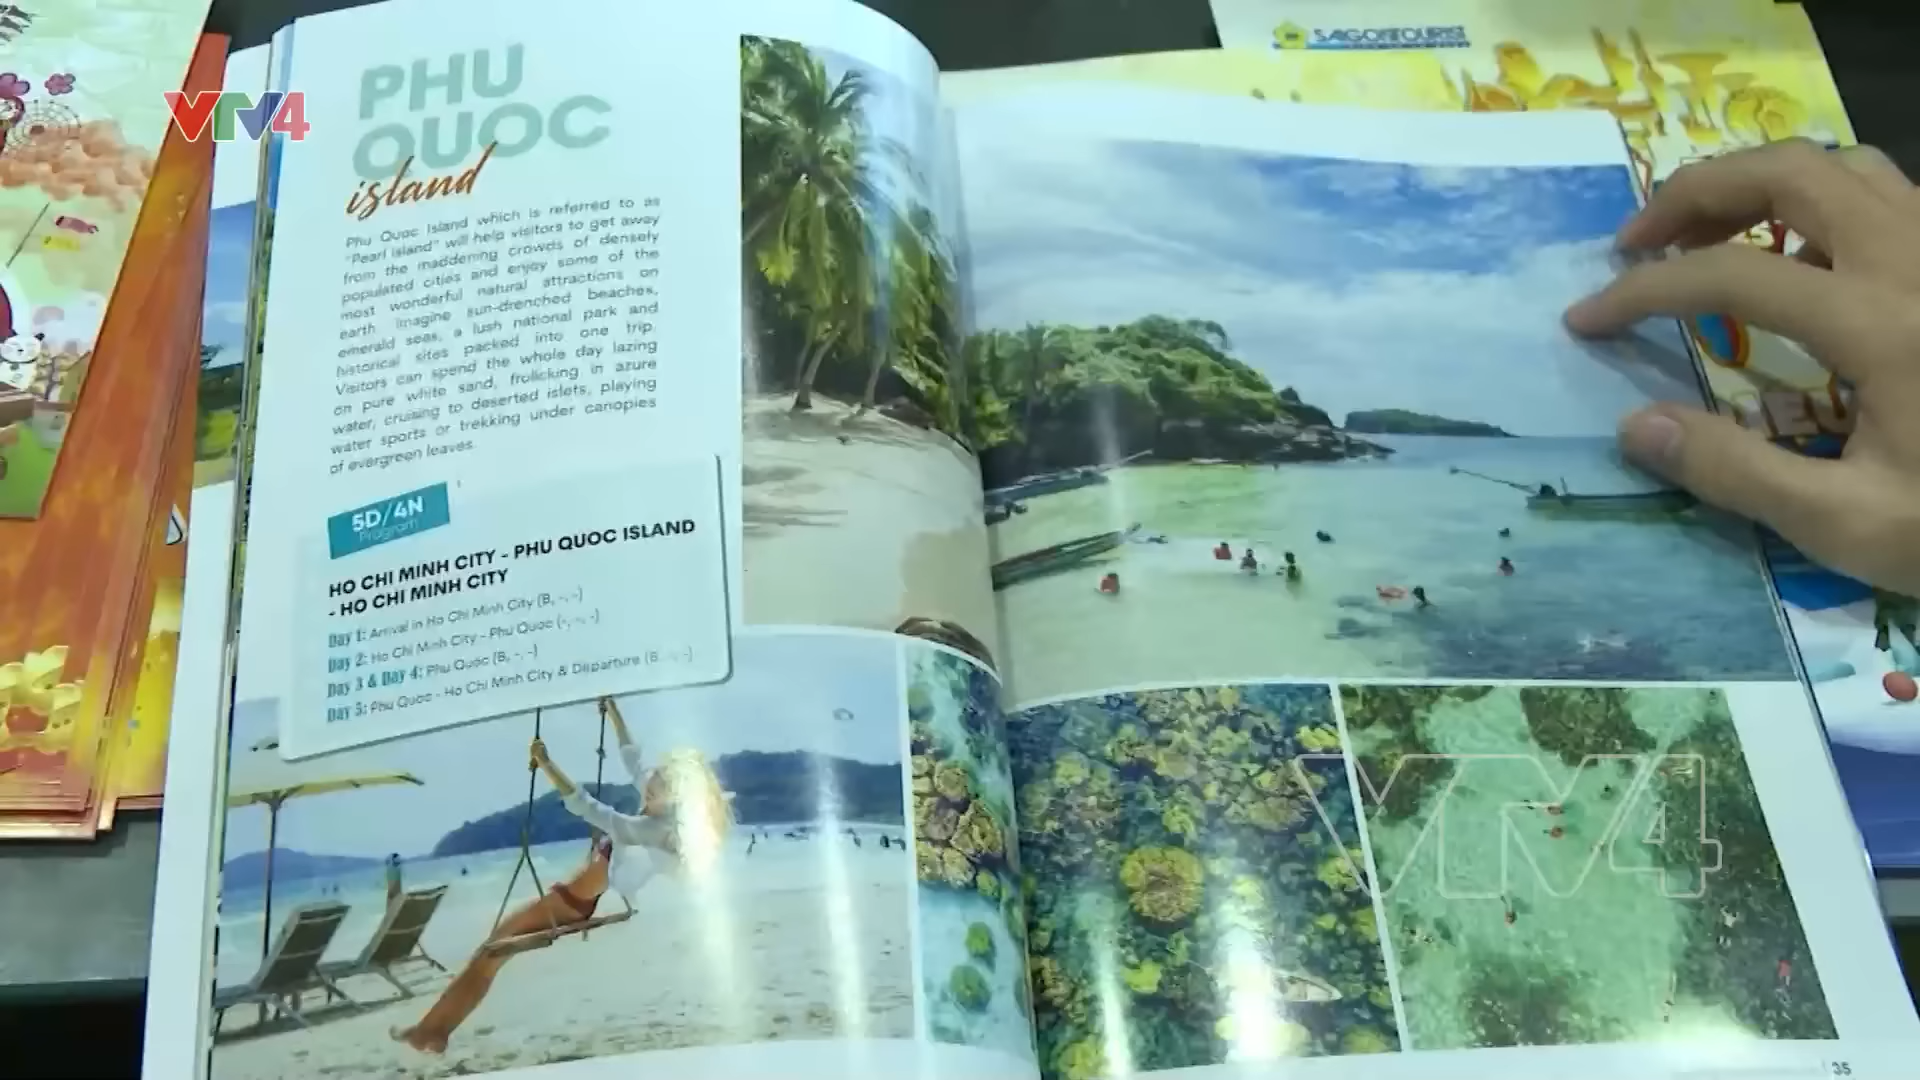 VTV4
SAIGONTOURIST
PHU
QUOC
island
Phu Quoc Island which is referred to as
"Pearl Island" will help visitors to get away
from the maddening crowds of densely
populated cities and enjoy some of the
most wonderful natural attractions on
earth. Imagine sun-drenched beaches,
emerald seas, a lush national park and
historical sites packed into one trip.
Visitors can spend the whole day lazing
on pure white sand, frolicking in azure
water, cruising to deserted islets, playing
water sports or trekking under canopies
of evergreen leaves.
5D/4N
Program
HO CHI MINH CITY - PHU QUOC ISLAND
- HO CHI MINH CITY
Day 1: Arrival in Ho Chi Minh City (B, -, -)
Day 2: Ho Chi Minh City - Phu Quoc (-, -, -)
Day 3 & Day 4: Phu Quoc (B, -, -)
Day 5: Phu Quoc - Ho Chi Minh City & Disparture (B, -, -)
VTV4
35